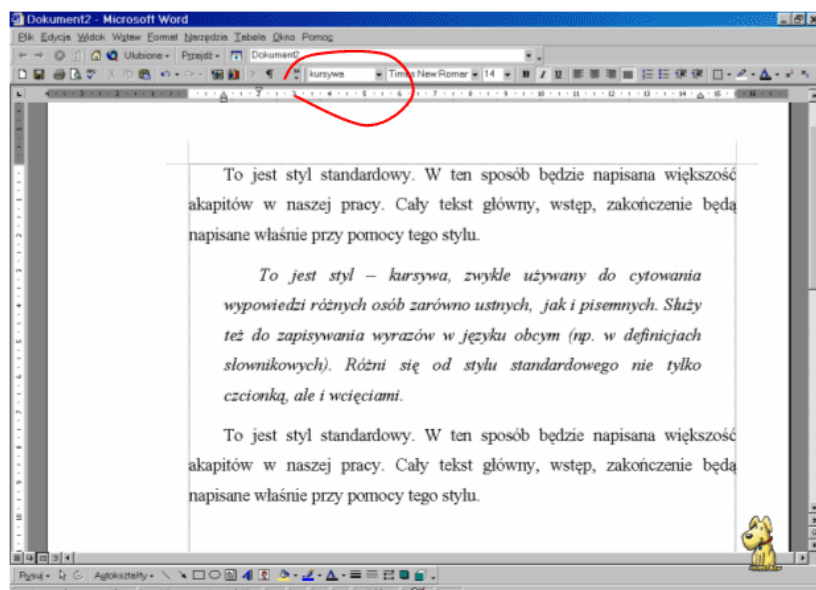 Dokument2 - Microsoft Word
Plik Edycja Widok Wstaw Format Narzędzia Tabela Okno Pomoc
Ulubione Przejdź Dokument2
kursywa Times New Roman 14 B I U
To jest styl standardowy. W ten sposób będzie napisana większość
akapitów w naszej pracy. Cały tekst główny, wstęp, zakończenie będą
napisane właśnie przy pomocy tego stylu.
To jest styl – kursywa, zwykle używany do cytowania
wypowiedzi różnych osób zarówno ustnych, jak i pisemnych. Służy
też do zapisywania wyrazów w języku obcym (np. w definicjach
słownikowych). Różni się od stylu standardowego nie tylko
czcionką, ale i wcięciami.
To jest styl standardowy. W ten sposób będzie napisana większość
akapitów w naszej pracy. Cały tekst główny, wstęp, zakończenie będą
napisane właśnie przy pomocy tego stylu.
Rysuj Autokształty